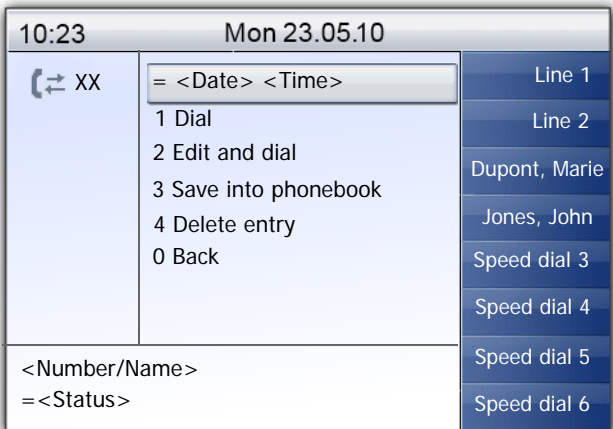 10:23 Mon 23.05.10
XX
= <Date> <Time>
1 Dial
2 Edit and dial
3 Save into phonebook
4 Delete entry
0 Back
<Number/Name>
=<Status>
Line 1
Line 2
Dupont, Marie
Jones, John
Speed dial 3
Speed dial 4
Speed dial 5
Speed dial 6